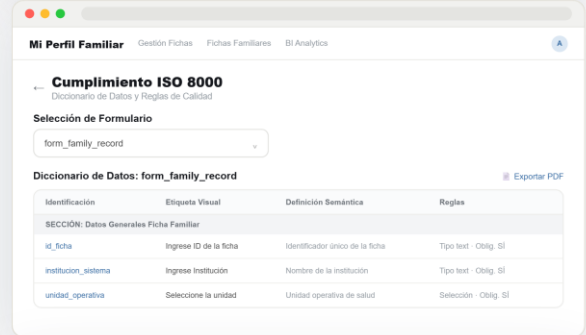 Mi Perfil Familiar Gestión Fichas Fichas Familiares BI Analytics A
← Cumplimiento ISO 8000
Diccionario de Datos y Reglas de Calidad
Selección de Formulario
form_family_record
Diccionario de Datos: form_family_record Exportar PDF
Identificación Etiqueta Visual Definición Semántica Reglas
SECCIÓN: Datos Generales Ficha Familiar
id_ficha Ingrese ID de la ficha Identificador único de la ficha Tipo text · Oblig. SÍ
institucion_sistema Ingrese Institución Nombre de la institución Tipo text · Oblig. SÍ
unidad_operativa Seleccione la unidad Unidad operativa de salud Selección · Oblig. SÍ